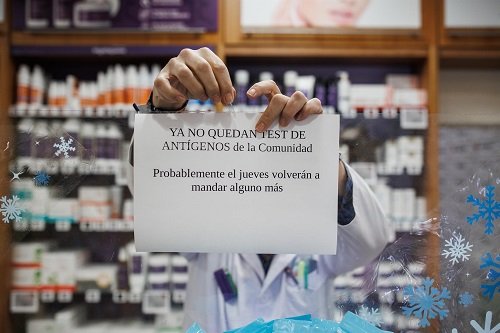 YA NO QUEDAN TEST DE
ANTÍGENOS de la Comunidad
Probablemente el jueves volverán a
mandar alguno más